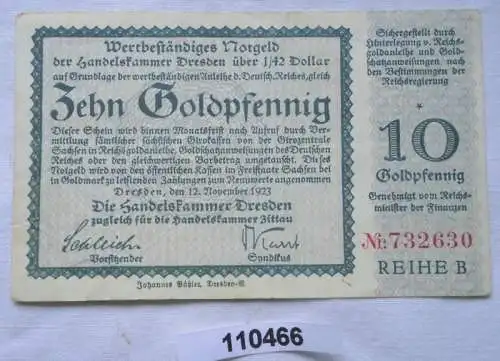 Wertbeständiges Notgeld
der Handelskammer Dresden über 1/42 Dollar
auf Grundlage der wertbeständigen Anleihe d. Deutsch. Reiches, gleich
Zehn Goldpfennig
Dieser Schein wird binnen Monatsfrist nach Aufruf durch Ver-
mittlung sämtlicher sächsischen Girokassen von der Girozentrale
Sachsen in Reichsgoldanleihe, Goldschatzanweisungen des Deutschen
Reiches oder den gleichwertigen Barbetrag umgetauscht. Dieses
Notgeld wird von den öffentlichen Kassen im Freistaate Sachsen bei
in Goldmark zu leistenden Zahlungen zum Nennwerte angenommen
Dresden, den 12. November 1923
Die Handelskammer Dresden
zugleich für die Handelskammer Zittau
Vorsitzender
Syndikus
Johannes Päßler, Dresden-A.
Sichergestellt durch
Hinterlegung v. Reichs-
goldanleihe und Gold-
schatzanweisungen nach
den Bestimmungen der
Reichsregierung
10
Goldpfennig
Genehmigt vom Reichs-
minister der Finanzen
No: 732630
REIHE B
110466